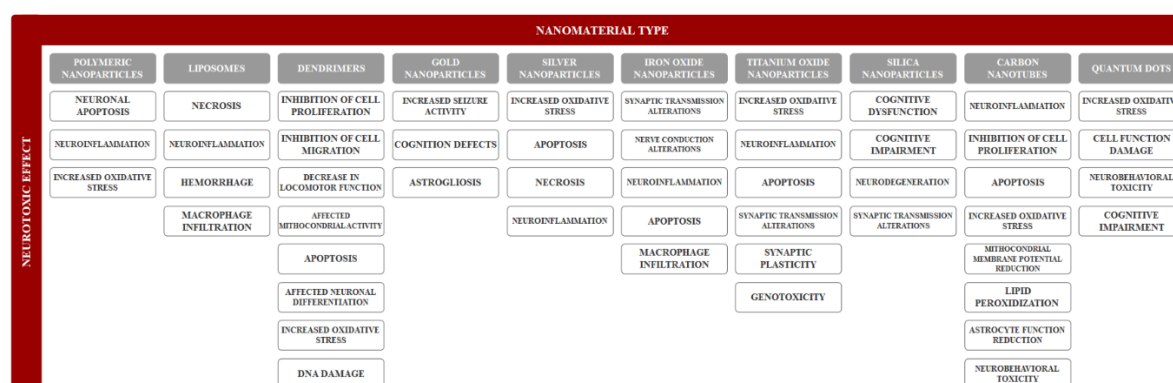 NANOMATERIAL TYPE
NEUROTOXIC EFFECT
POLYMERIC
NANOPARTICLES
NEURONAL
APOPTOSIS
NEUROINFLAMMATION
INCREASED OXIDATIVE
STRESS
LIPOSOMES
NECROSIS
NEUROINFLAMMATION
HEMORRHAGE
MACROPHAGE
INFILTRATION
DENDRIMERS
INHIBITION OF CELL
PROLIFERATION
INHIBITION OF CELL
MIGRATION
DECREASE IN
LOCOMOTOR FUNCTION
AFFECTED
MITHOCONDRIAL ACTIVITY
APOPTOSIS
AFFECTED NEURONAL
DIFFERENTIATION
INCREASED OXIDATIVE
STRESS
DNA DAMAGE
GOLD
NANOPARTICLES
INCREASED SEIZURE
ACTIVITY
COGNITION DEFECTS
ASTROGLIOSIS
SILVER
NANOPARTICLES
INCREASED OXIDATIVE
STRESS
APOPTOSIS
NECROSIS
NEUROINFLAMMATION
IRON OXIDE
NANOPARTICLES
SYNAPTIC TRANSMISSION
ALTERATIONS
NERVE CONDUCTION
ALTERATIONS
NEUROINFLAMMATION
APOPTOSIS
MACROPHAGE
INFILTRATION
TITANIUM OXIDE
NANOPARTICLES
INCREASED OXIDATIVE
STRESS
NEUROINFLAMMATION
APOPTOSIS
SYNAPTIC TRANSMISSION
ALTERATIONS
SYNAPTIC
PLASTICITY
GENOTOXICITY
SILICA
NANOPARTICLES
COGNITIVE
DYSFUNCTION
COGNITIVE
IMPAIRMENT
NEURODEGENERATION
SYNAPTIC TRANSMISSION
ALTERATIONS
CARBON
NANOTUBES
NEUROINFLAMMATION
INHIBITION OF CELL
PROLIFERATION
APOPTOSIS
INCREASED OXIDATIVE
STRESS
MITHOCONDRIAL
MEMBRANE POTENTIAL
REDUCTION
LIPID
PEROXIDIZATION
ASTROCYTE FUNCTION
REDUCTION
NEUROBEHAVIORAL
TOXICITY
QUANTUM DOTS
INCREASED OXIDATIV
STRESS
CELL FUNCTION
DAMAGE
NEUROBEHAVIORAL
TOXICITY
COGNITIVE
IMPAIRMENT